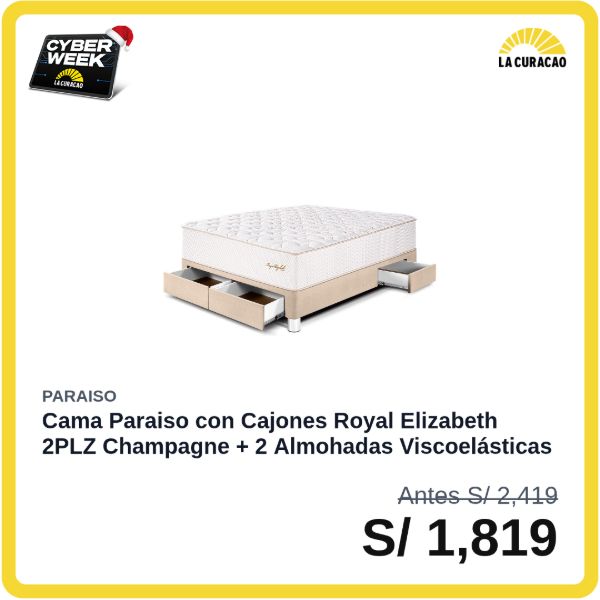 CYBER
WEEK
LA CURACAO
LA CURACAO
PARAISO
Cama Paraiso con Cajones Royal Elizabeth
2PLZ Champagne + 2 Almohadas Viscoelásticas
Antes S/ 2,419
S/ 1,819